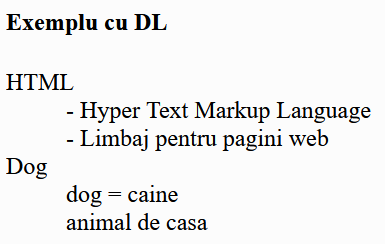 Exemplu cu DL
HTML
- Hyper Text Markup Language
- Limbaj pentru pagini web
Dog
dog = caine
animal de casa